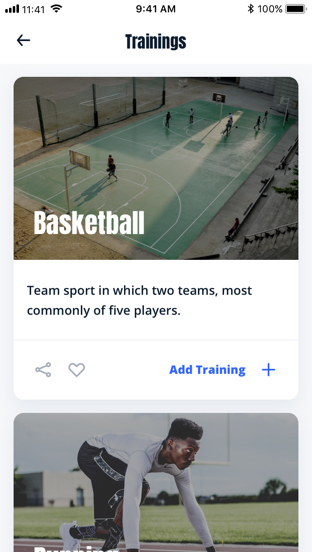 11:41
9:41 AM
100%
Trainings
Basketball
Team sport in which two teams, most
commonly of five players.
Add Training
Running